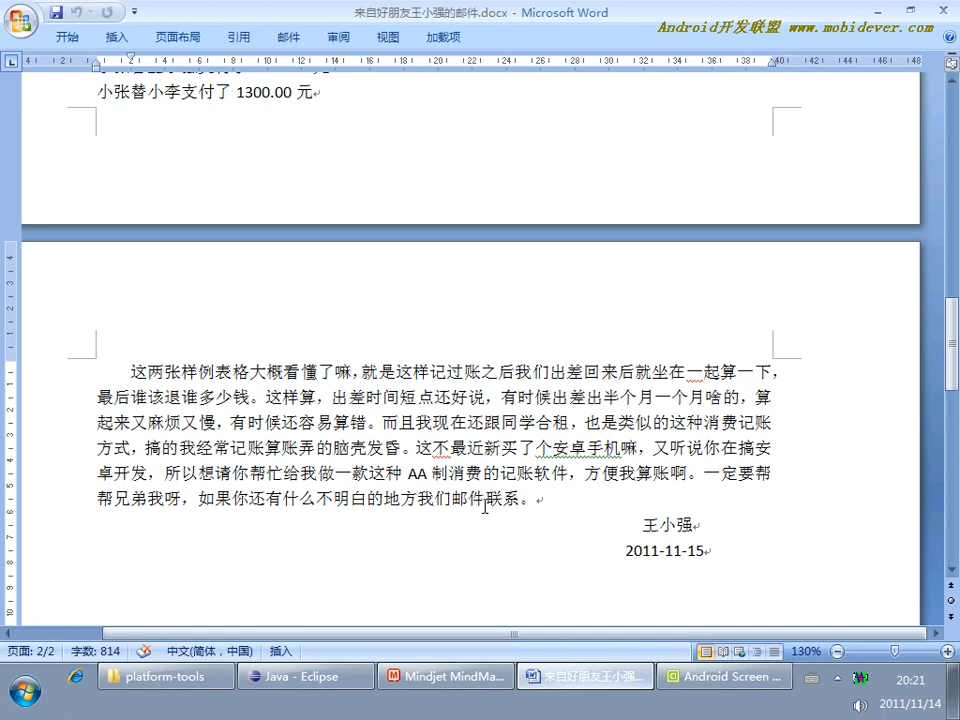 来自好朋友王小强的邮件.docx - Microsoft Word
开始 插入 页面布局 引用 邮件 审阅 视图 加载项
Android开发联盟 www.mobidever.com
小张替小李支付了 1300.00 元
这两张样例表格大概看懂了嘛，就是这样记过账之后我们出差回来后就坐在一起算一下，
最后谁该退谁多少钱。这样算，出差时间短点还好说，有时候出差出半个月一个月啥的，算
起来又麻烦又慢，有时候还容易算错。而且我现在还跟同学合租，也是类似的这种消费记账
方式，搞的我经常记账算账弄的脑壳发昏。这不最近新买了个安卓手机嘛，又听说你在搞安
卓开发，所以想请你帮忙给我做一款这种 AA 制消费的记账软件，方便我算账啊。一定要帮
帮兄弟我呀，如果你还有什么不明白的地方我们邮件联系。
王小强
2011-11-15
页面: 2/2 字数: 814 中文(简体，中国) 插入 130%
platform-tools Java - Eclipse Mindjet MindMa... 来自好朋友王小强... Android Screen ... 20:21
2011/11/14